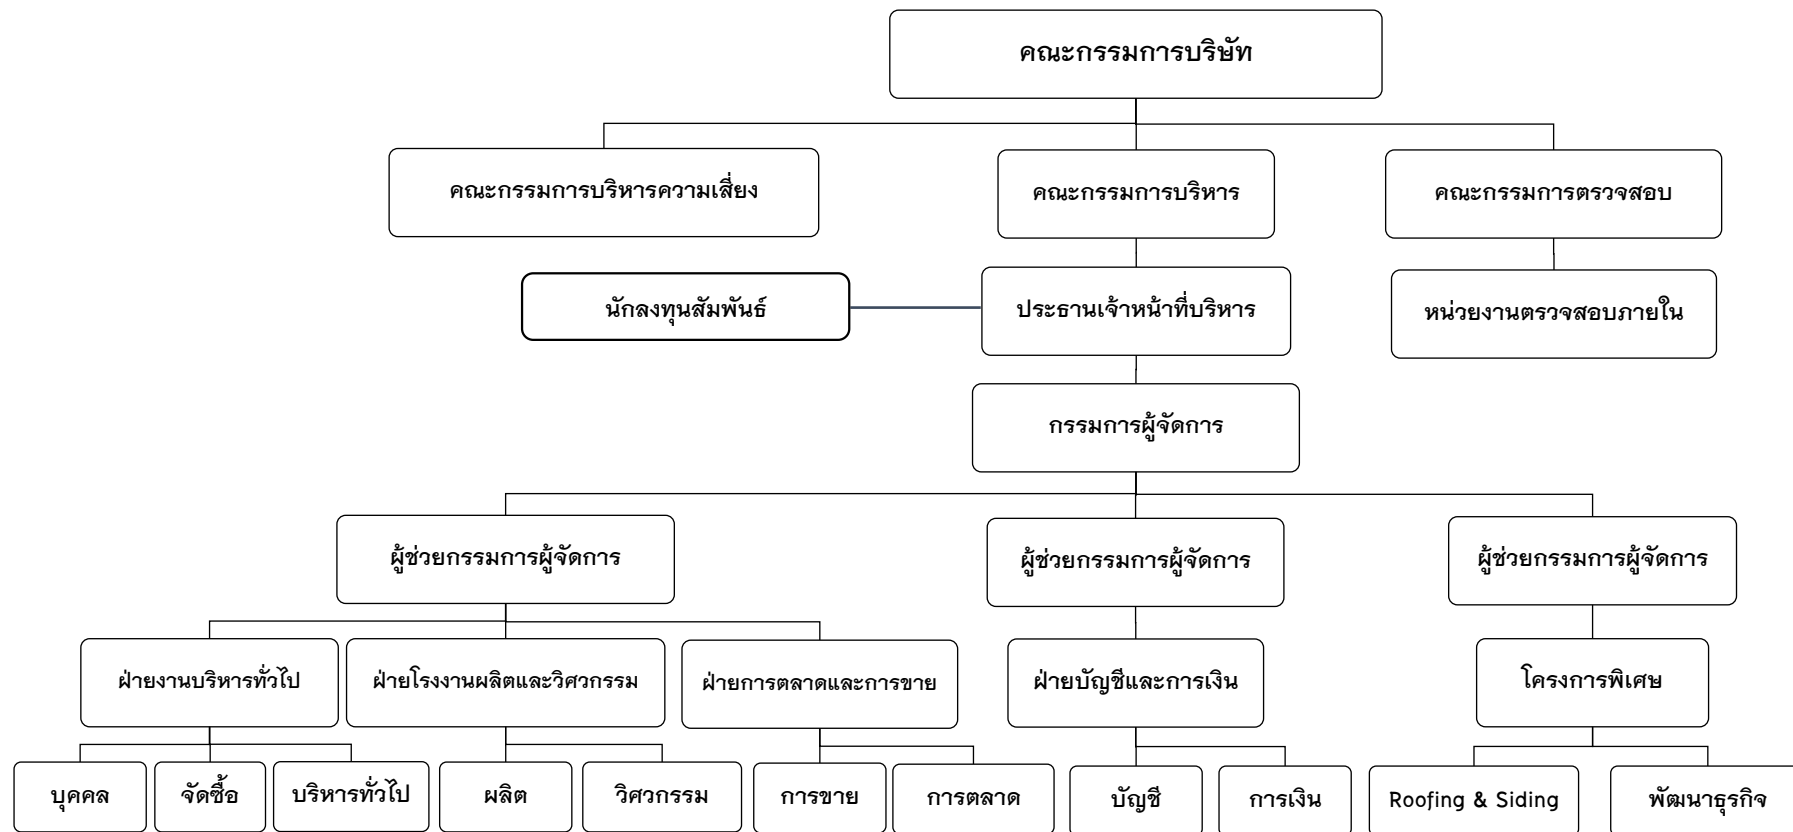 คณะกรรมการบริษัท
คณะกรรมการบริหารความเสี่ยง
คณะกรรมการบริหาร
คณะกรรมการตรวจสอบ
นักลงทุนสัมพันธ์
ประธานเจ้าหน้าที่บริหาร
หน่วยงานตรวจสอบภายใน
กรรมการผู้จัดการ
ผู้ช่วยกรรมการผู้จัดการ
ผู้ช่วยกรรมการผู้จัดการ
ผู้ช่วยกรรมการผู้จัดการ
ฝ่ายงานบริหารทั่วไป
ฝ่ายโรงงานผลิตและวิศวกรรม
ฝ่ายการตลาดและการขาย
ฝ่ายบัญชีและการเงิน
โครงการพิเศษ
บุคคล
จัดซื้อ
บริหารทั่วไป
ผลิต
วิศวกรรม
การขาย
การตลาด
บัญชี
การเงิน
Roofing & Siding
พัฒนาธุรกิจ